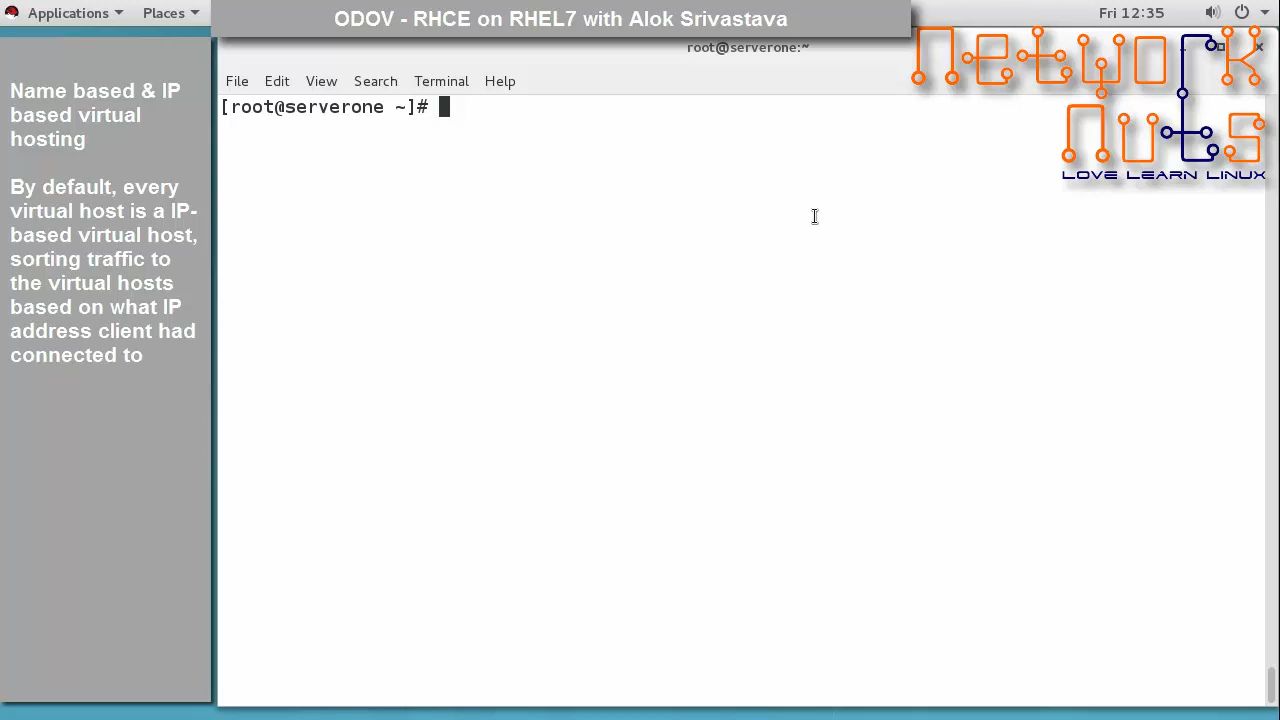 Applications
Places
ODOV - RHCE on RHEL7 with Alok Srivastava
Fri 12:35
root@serverone:~
File Edit View Search Terminal Help
[root@serverone ~]#
Name based & IP
based virtual
hosting
By default, every
virtual host is a IP-
based virtual host,
sorting traffic to
the virtual hosts
based on what IP
address client had
connected to
network
nuts
LOVE LEARN LINUX